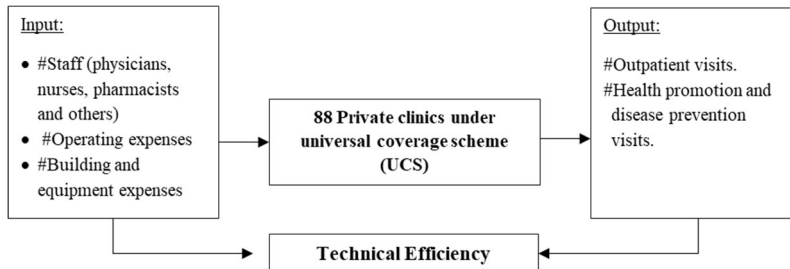 Input:
• #Staff (physicians,
nurses, pharmacists
and others)
• #Operating expenses
• #Building and
equipment expenses
88 Private clinics under
universal coverage scheme
(UCS)
Output:
#Outpatient visits.
#Health promotion and
disease prevention
visits.
Technical Efficiency